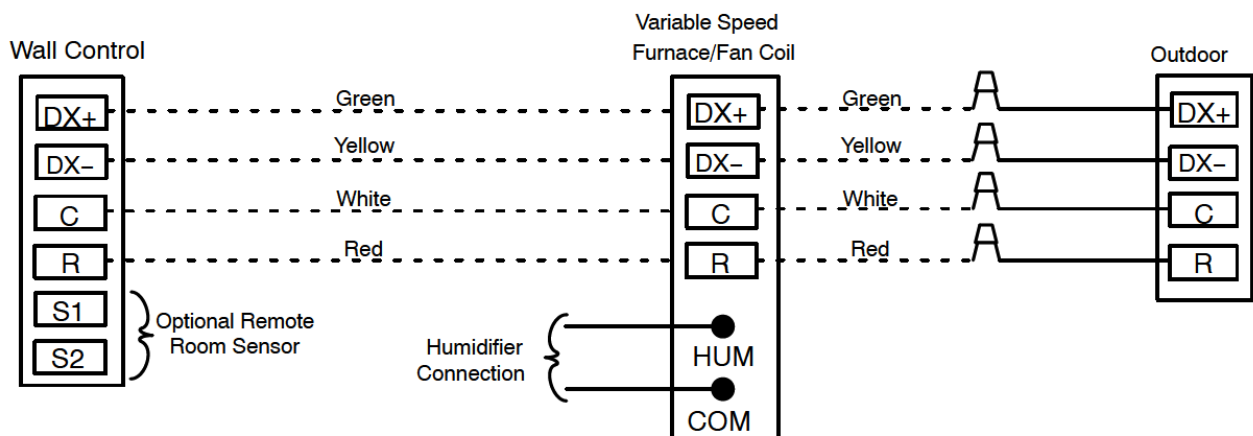 Wall Control
Variable Speed
Furnace/Fan Coil
Outdoor
DX+
Green
DX+
Green
DX+
DX−
Yellow
DX−
Yellow
DX−
C
White
C
White
C
R
Red
R
Red
R
S1
S2
Optional Remote
Room Sensor
Humidifier
Connection
HUM
COM